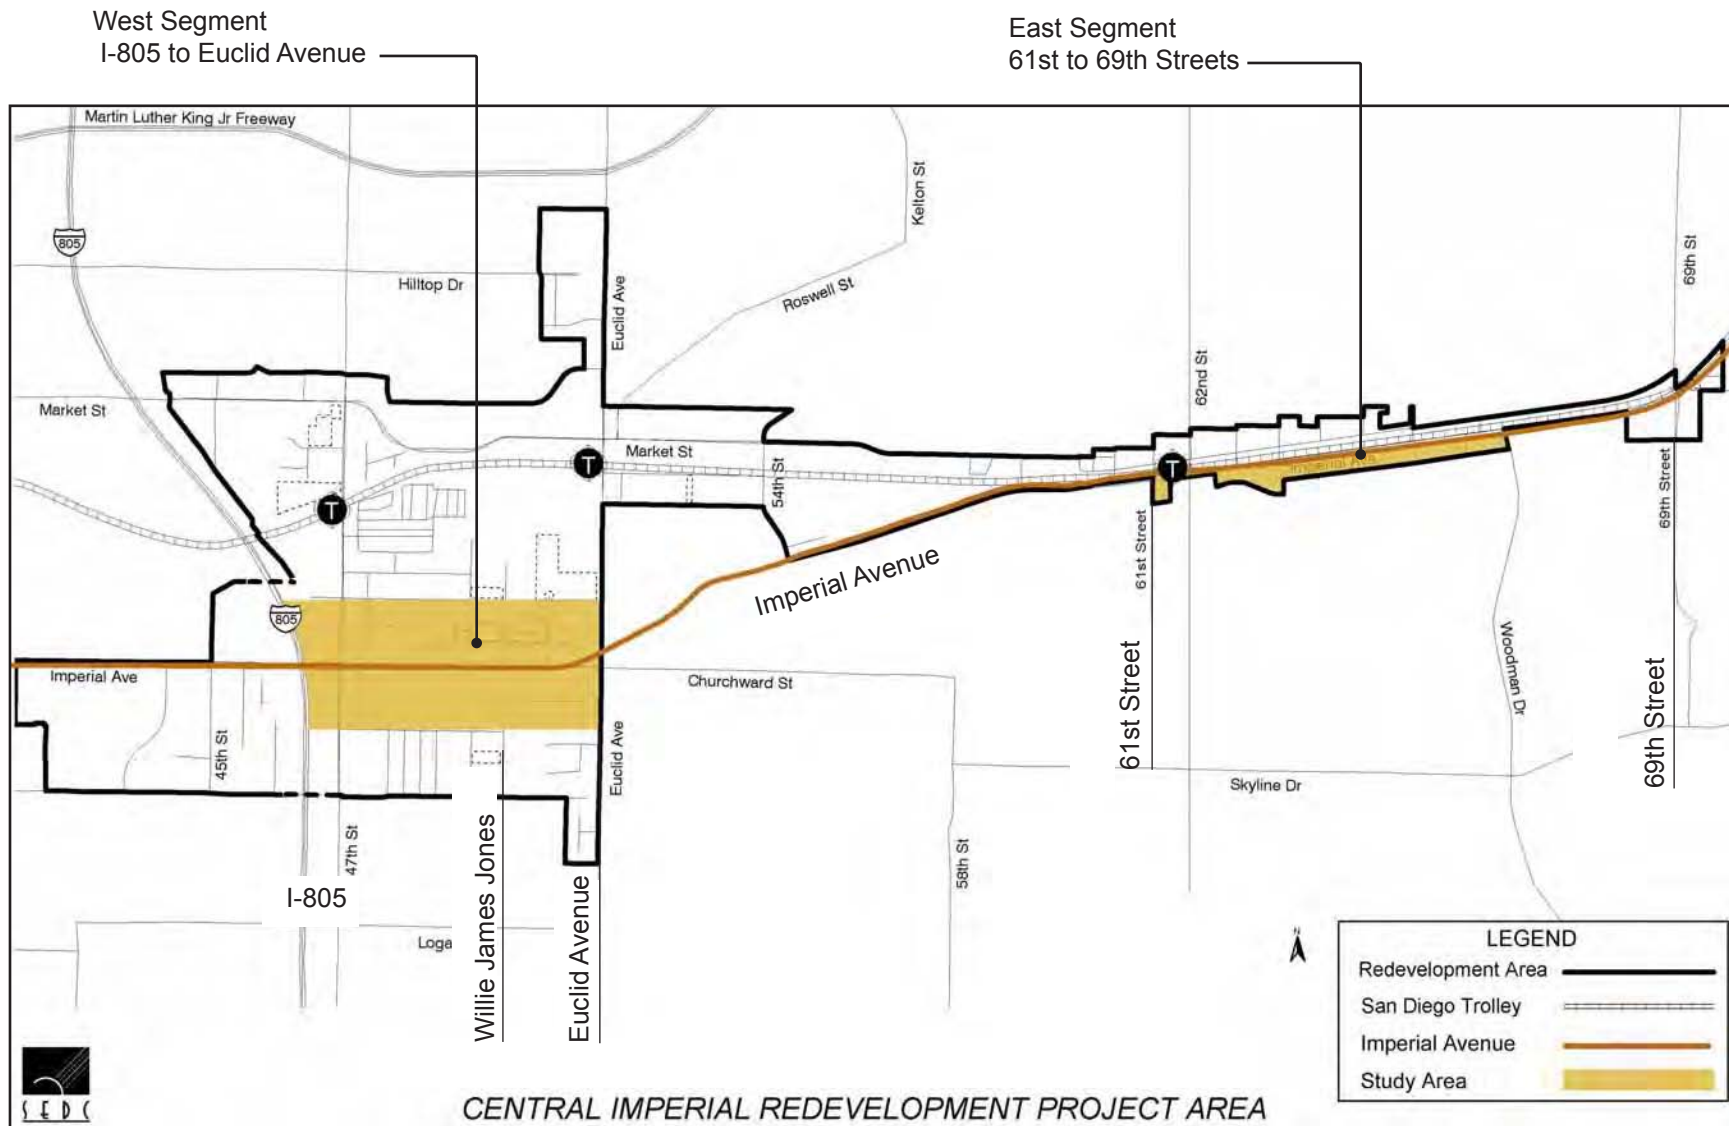 West Segment
I-805 to Euclid Avenue
East Segment
61st to 69th Streets
Martin Luther King Jr Freeway
805
Hilltop Dr
Kelton St
Roswell St
Euclid Ave
69th St
62nd St
Market St
Market St
T
T
T
54th St
Imperial Ave
Imperial Avenue
61st Street
69th Street
805
Imperial Ave
Churchward St
45th St
Euclid Ave
61st Street
Woodman Dr
69th Street
Skyline Dr
47th St
58th St
I-805
Willie James Jones
Euclid Avenue
Loga
N
LEGEND
Redevelopment Area
San Diego Trolley
Imperial Avenue
Study Area
SEDC
CENTRAL IMPERIAL REDEVELOPMENT PROJECT AREA